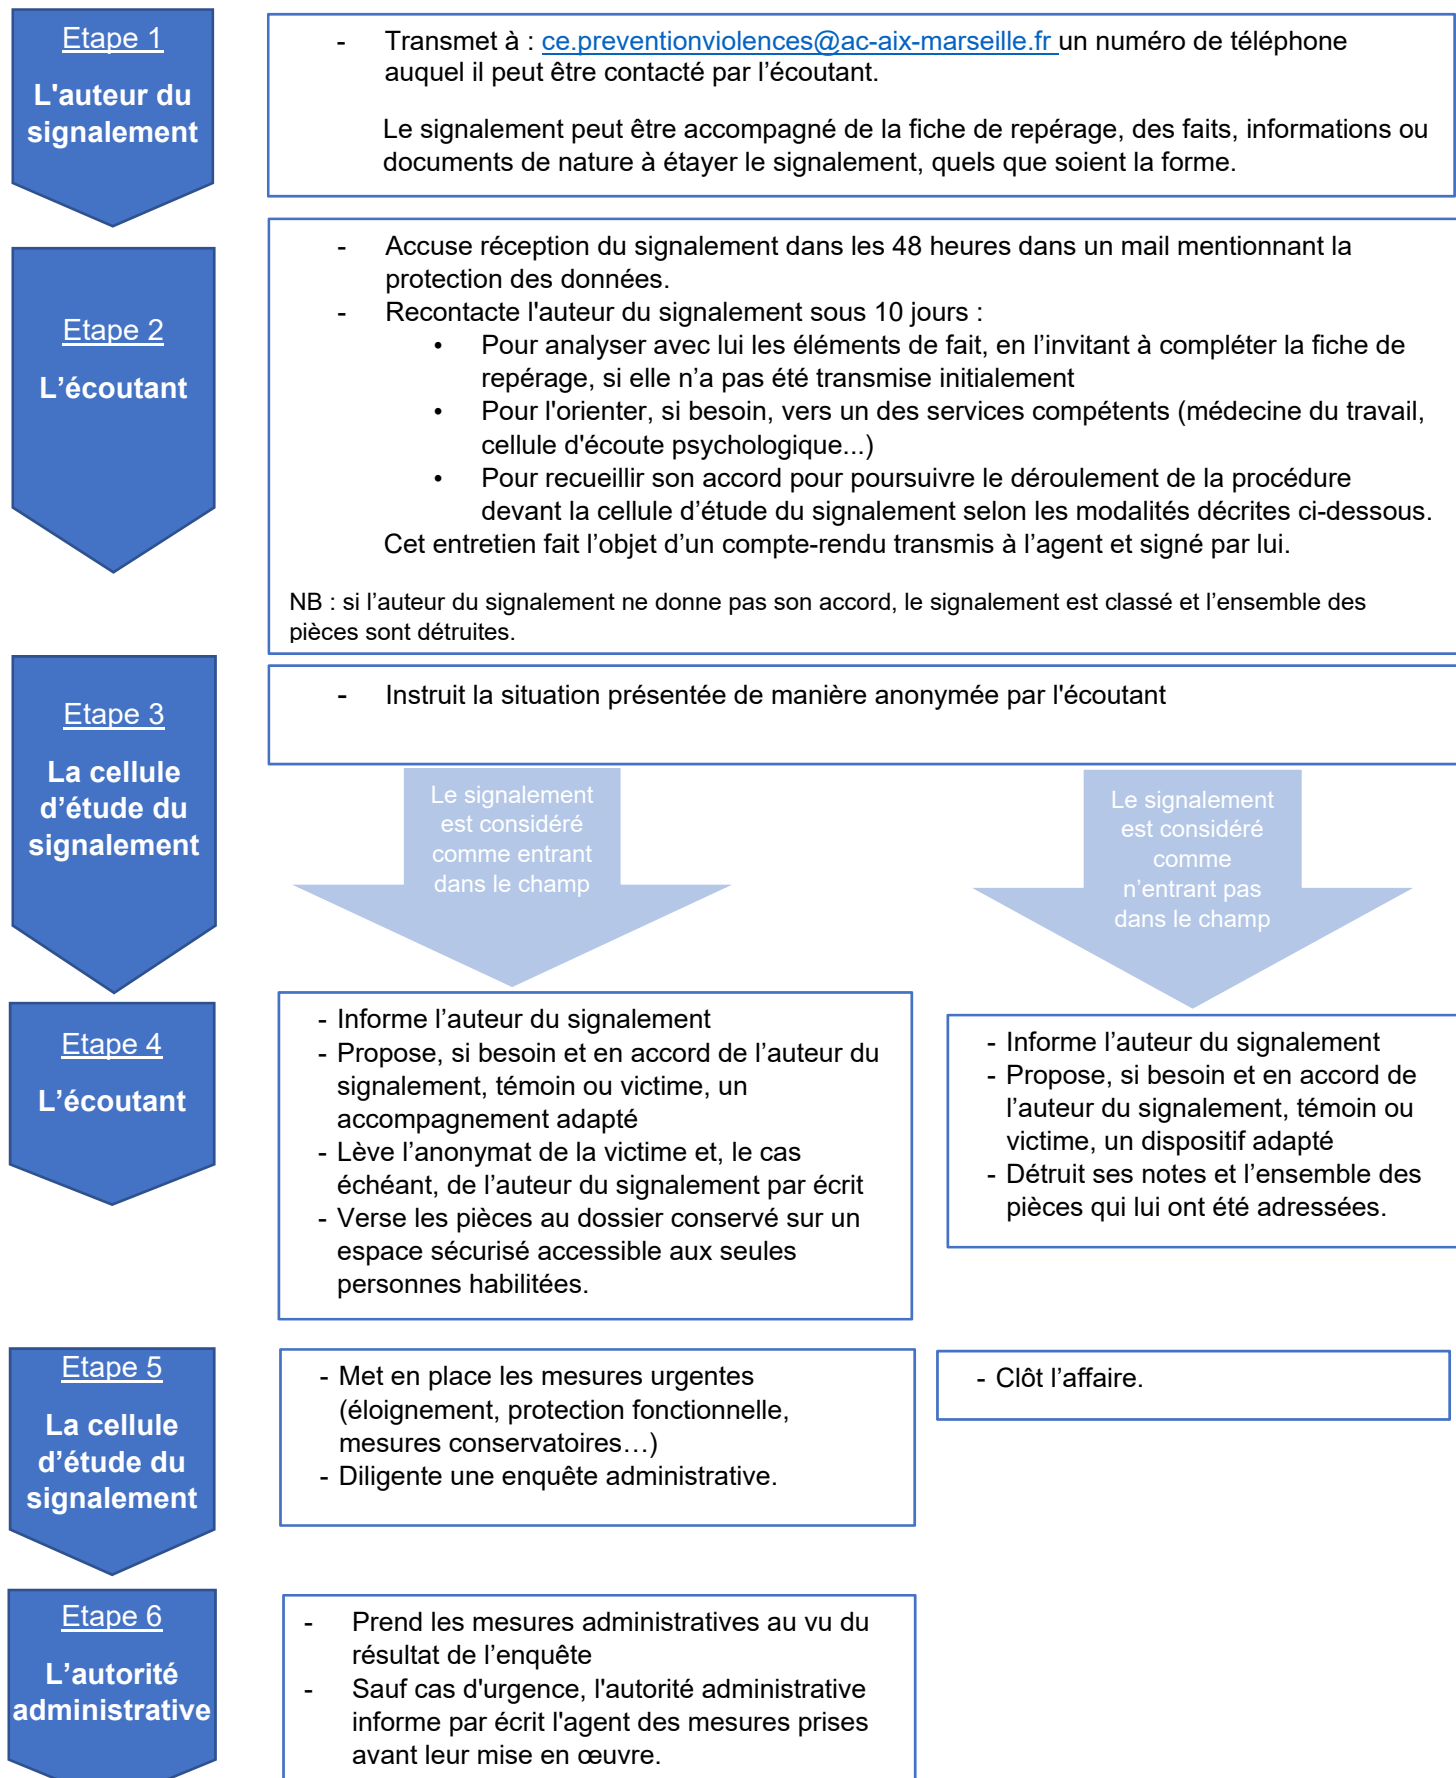 Etape 1
L'auteur du
signalement
- Transmet à : ce.preventionviolences@ac-aix-marseille.fr un numéro de téléphone
auquel il peut être contacté par l’écoutant.
Le signalement peut être accompagné de la fiche de repérage, des faits, informations ou
documents de nature à étayer le signalement, quels que soient la forme.
Etape 2
L’écoutant
- Accuse réception du signalement dans les 48 heures dans un mail mentionnant la
protection des données.
- Recontacte l'auteur du signalement sous 10 jours :
• Pour analyser avec lui les éléments de fait, en l’invitant à compléter la fiche de
repérage, si elle n’a pas été transmise initialement
• Pour l'orienter, si besoin, vers un des services compétents (médecine du travail,
cellule d'écoute psychologique...)
• Pour recueillir son accord pour poursuivre le déroulement de la procédure
devant la cellule d’étude du signalement selon les modalités décrites ci-dessous.
Cet entretien fait l’objet d’un compte-rendu transmis à l’agent et signé par lui.
NB : si l’auteur du signalement ne donne pas son accord, le signalement est classé et l’ensemble des
pièces sont détruites.
Etape 3
La cellule
d’étude du
signalement
- Instruit la situation présentée de manière anonymée par l'écoutant
Le signalement
est considéré
comme entrant
dans le champ
Le signalement
est considéré
comme
n’entrant pas
dans le champ
Etape 4
L’écoutant
- Informe l’auteur du signalement
- Propose, si besoin et en accord de l’auteur du
signalement, témoin ou victime, un
accompagnement adapté
- Lève l’anonymat de la victime et, le cas
échéant, de l’auteur du signalement par écrit
- Verse les pièces au dossier conservé sur un
espace sécurisé accessible aux seules
personnes habilitées.
- Informe l’auteur du signalement
- Propose, si besoin et en accord de
l’auteur du signalement, témoin ou
victime, un dispositif adapté
- Détruit ses notes et l’ensemble des
pièces qui lui ont été adressées.
Etape 5
La cellule
d’étude du
signalement
- Met en place les mesures urgentes
(éloignement, protection fonctionnelle,
mesures conservatoires…)
- Diligente une enquête administrative.
- Clôt l’affaire.
Etape 6
L’autorité
administrative
- Prend les mesures administratives au vu du
résultat de l’enquête
- Sauf cas d'urgence, l'autorité administrative
informe par écrit l'agent des mesures prises
avant leur mise en œuvre.